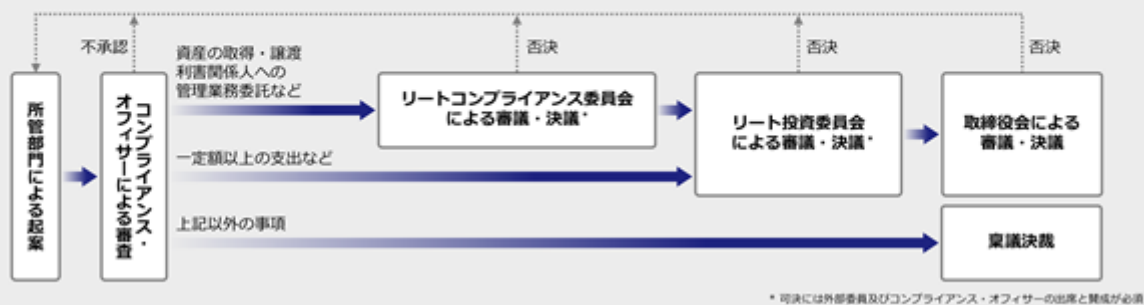 不承認
否決
否決
否決
所管部門による起案
コンプライアンス・
オフィサーによる審査
資産の取得・譲渡
利害関係人への
管理業務委託など
リートコンプライアンス委員会
による審議・決議*
リート投資委員会
による審議・決議*
取締役会による
審議・決議
一定額以上の支出など
上記以外の事項
稟議決裁
* 可決には外部委員及びコンプライアンス・オフィサーの出席と賛成が必須